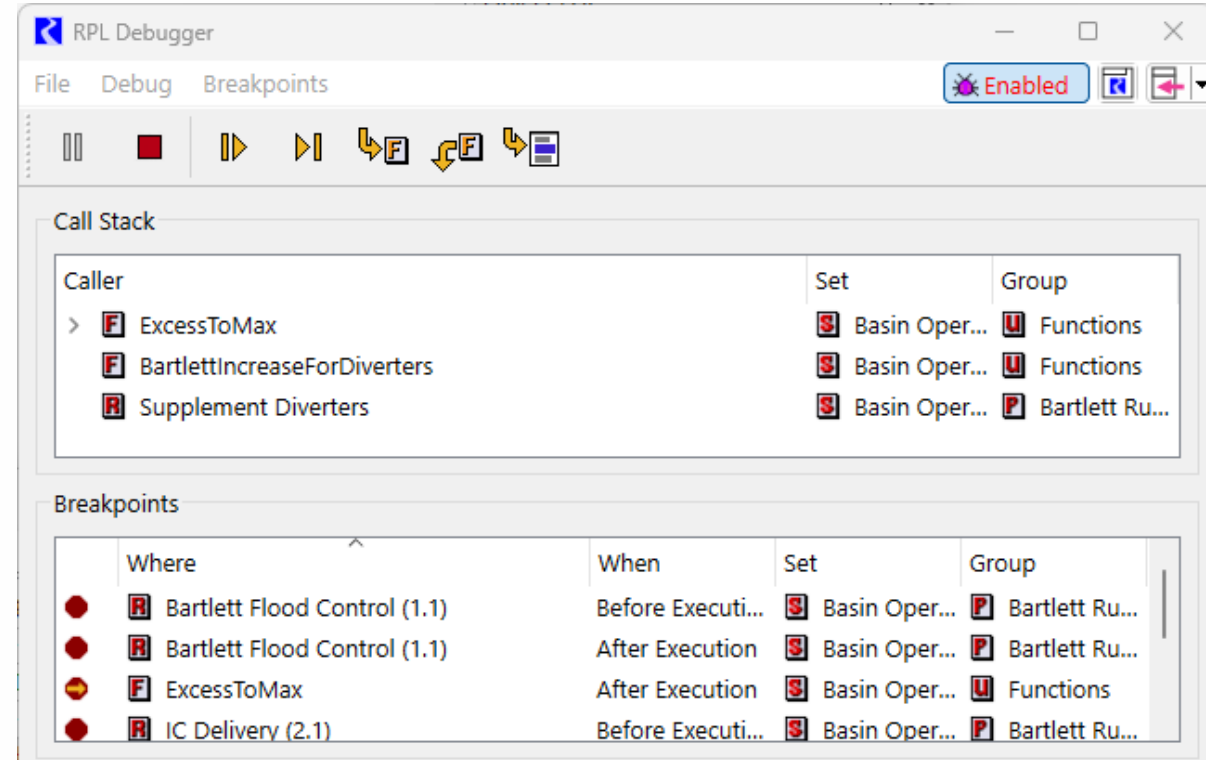 RPL Debugger
File Debug Breakpoints Enabled
Call Stack
Caller Set Group
F ExcessToMax S Basin Oper... U Functions
F BartlettIncreaseForDiverters S Basin Oper... U Functions
R Supplement Diverters S Basin Oper... P Bartlett Ru...
Breakpoints
Where When Set Group
R Bartlett Flood Control (1.1) Before Executi... S Basin Oper... P Bartlett Ru...
R Bartlett Flood Control (1.1) After Execution S Basin Oper... P Bartlett Ru...
F ExcessToMax After Execution S Basin Oper... U Functions
R IC Delivery (2.1) Before Executi... S Basin Oper... P Bartlett Ru...